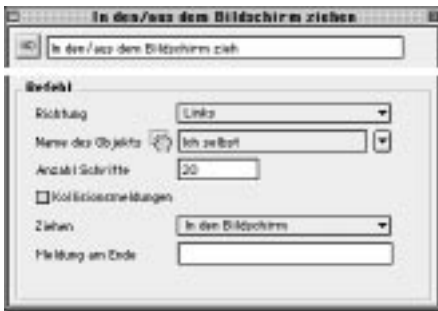 In den/aus dem Bildschirm ziehen
In den/aus dem Bildschirm zieh
Befehl
Richtung Links
Name des Objekts Ich selbst
Anzahl Schritte 20
Kollisionsmeldungen
Ziehen In den Bildschirm
Meldung am Ende